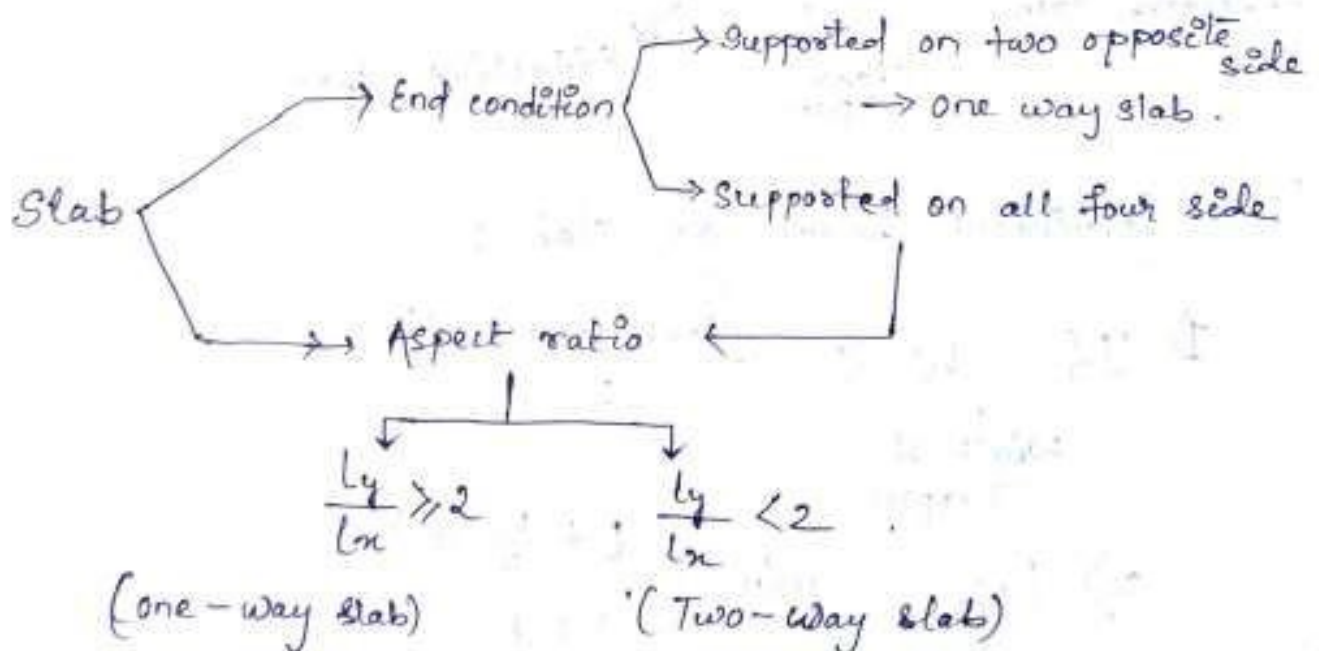 Supported on two opposite side
End condition
→ one way slab.
Slab
Supported on all four side
Aspect ratio
ly/lx ⩾ 2
ly/lx < 2
(one-way slab)
(Two-way slab)